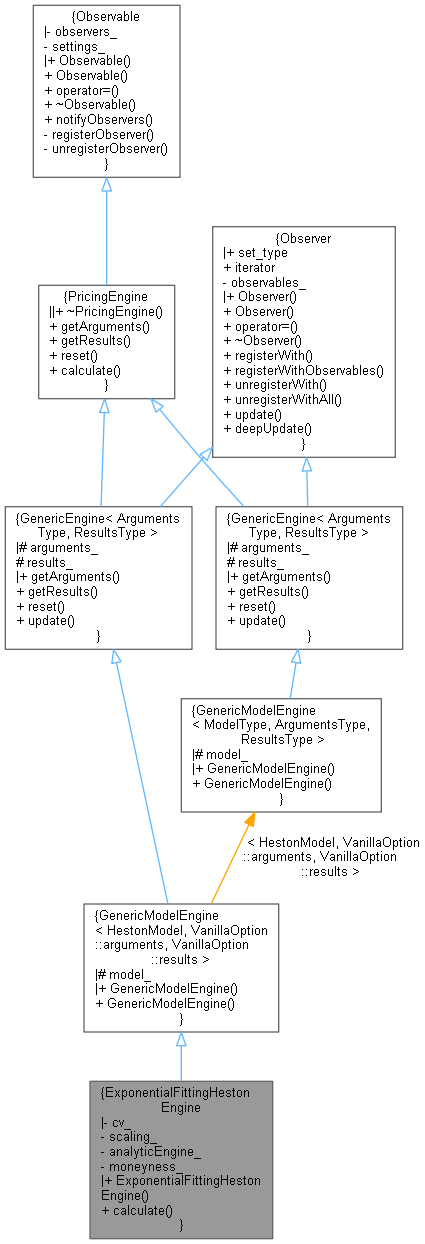 {Observable
|- observers_
- settings_
|+ Observable()
+ Observable()
+ operator=()
+ ~Observable()
+ notifyObservers()
- registerObserver()
- unregisterObserver()
}
{Observer
|+ set_type
+ iterator
- observables_
|+ Observer()
+ Observer()
+ operator=()
+ ~Observer()
+ registerWith()
+ registerWithObservables()
+ unregisterWith()
+ unregisterWithAll()
+ update()
+ deepUpdate()
}
{PricingEngine
||+ ~PricingEngine()
+ getArguments()
+ getResults()
+ reset()
+ calculate()
}
{GenericEngine< Arguments
Type, ResultsType >
|# arguments_
# results_
|+ getArguments()
+ getResults()
+ reset()
+ update()
}
{GenericEngine< Arguments
Type, ResultsType >
|# arguments_
# results_
|+ getArguments()
+ getResults()
+ reset()
+ update()
}
{GenericModelEngine
< ModelType, ArgumentsType,
ResultsType >
|# model_
|+ GenericModelEngine()
+ GenericModelEngine()
}
< HestonModel, VanillaOption
::arguments, VanillaOption
::results >
{GenericModelEngine
< HestonModel, VanillaOption
::arguments, VanillaOption
::results >
|# model_
|+ GenericModelEngine()
+ GenericModelEngine()
}
{ExponentialFittingHeston
Engine
|- cv_
- scaling_
- analyticEngine_
- moneyness_
|+ ExponentialFittingHeston
Engine()
+ calculate()
}